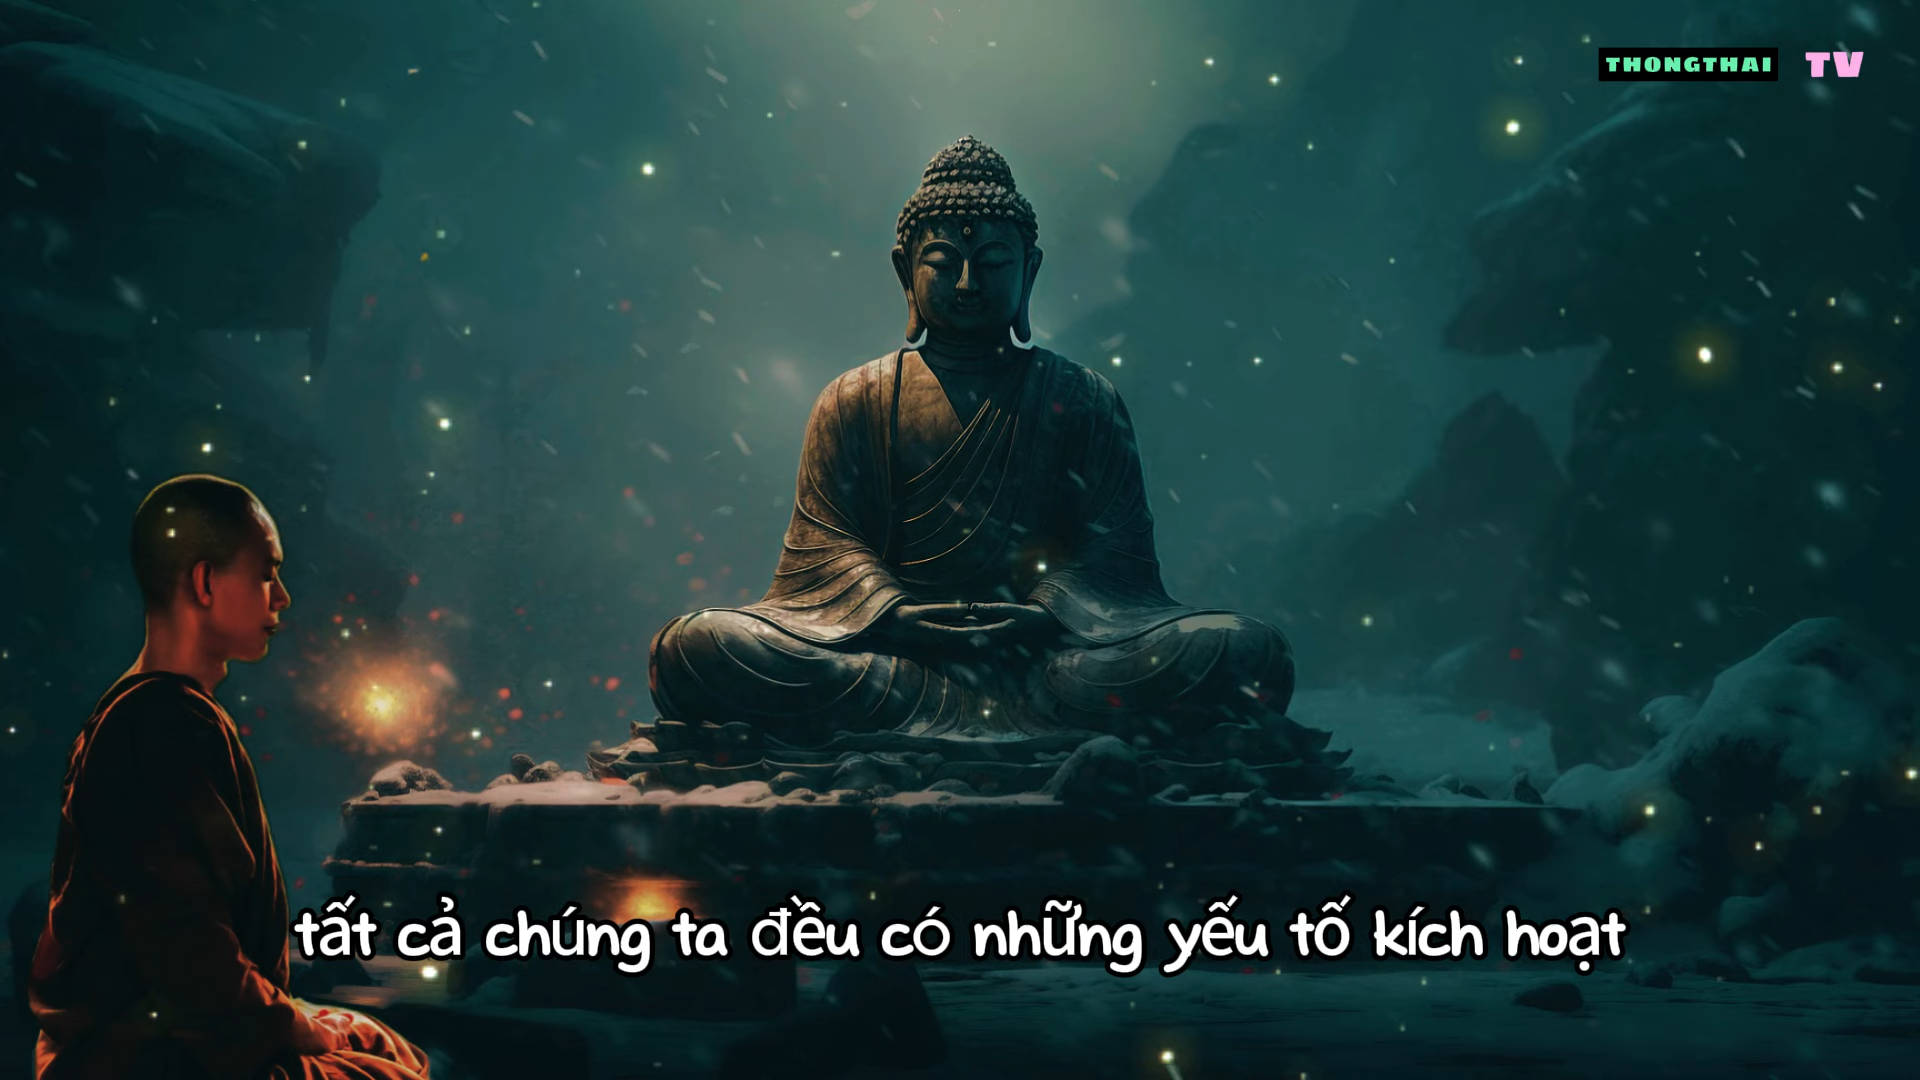 THONGTHAI TV
tất cả chúng ta đều có những yếu tố kích hoạt